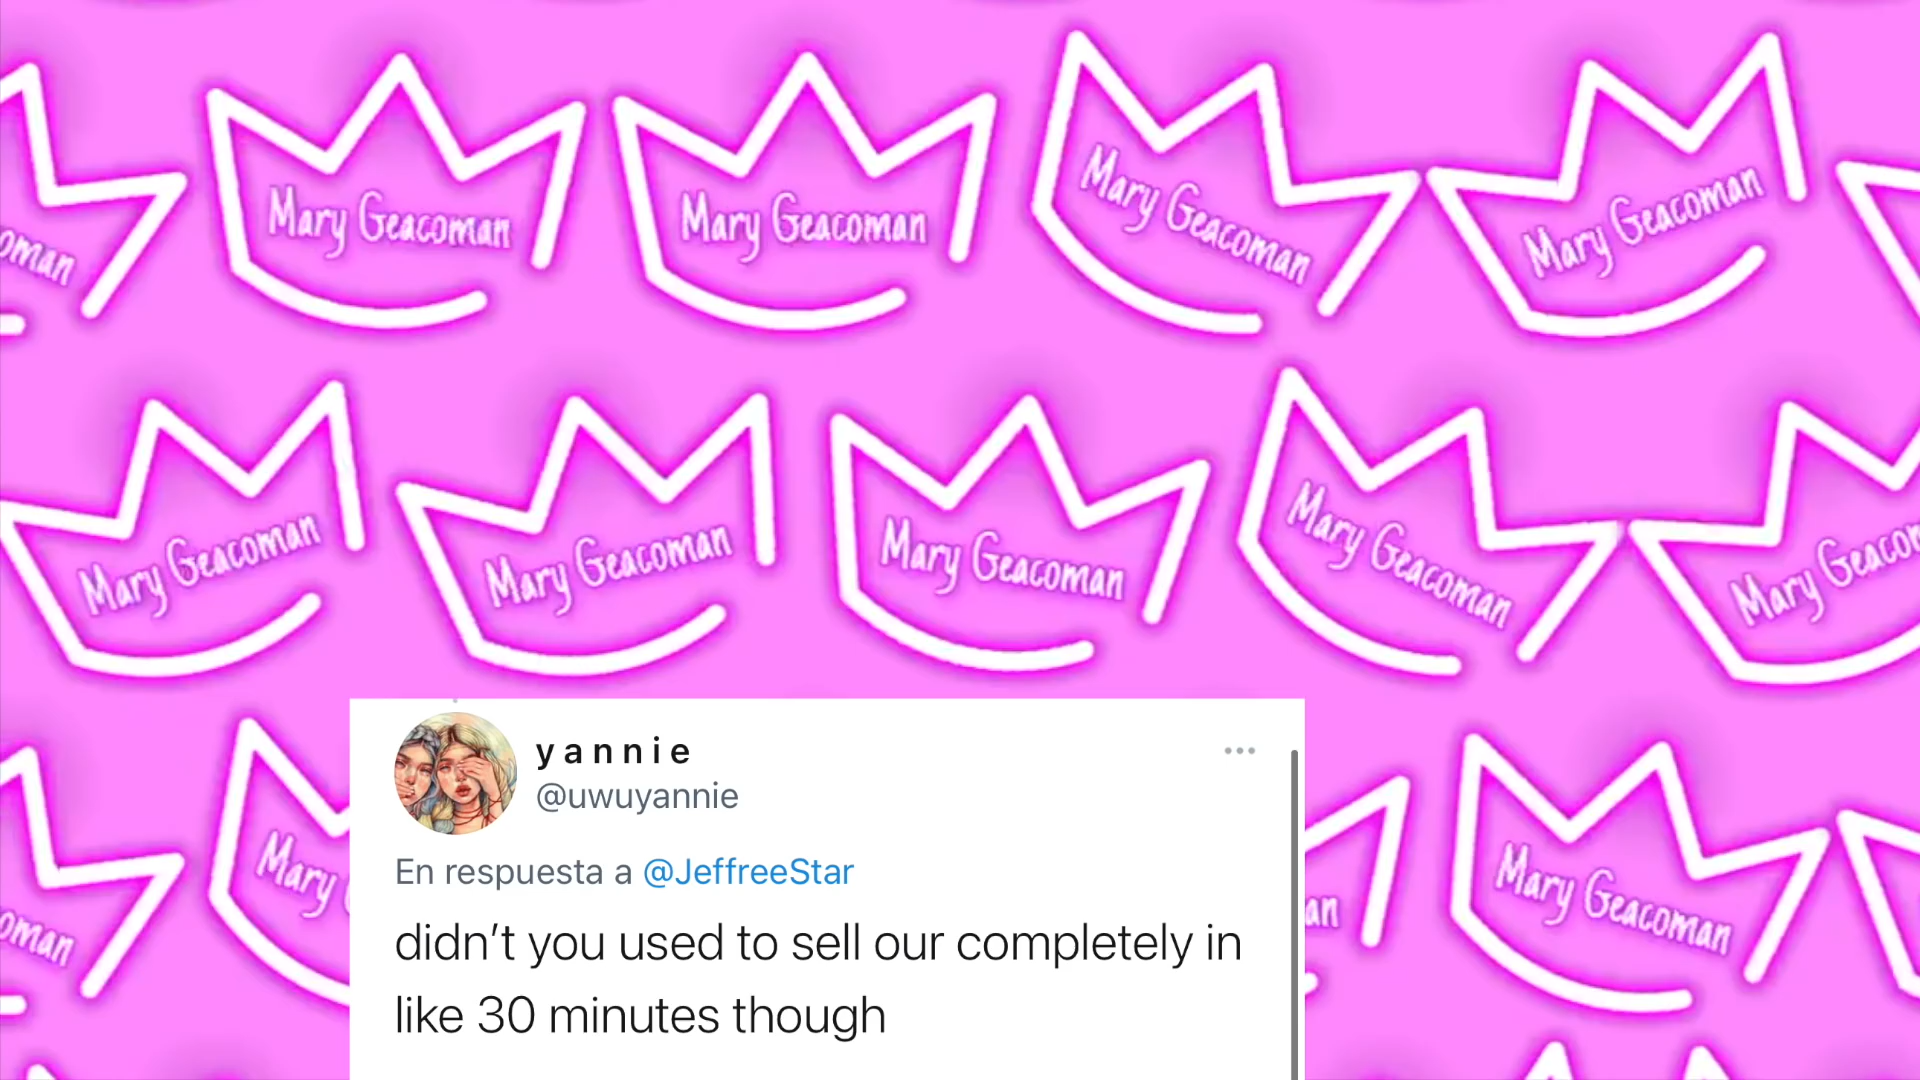 Mary Geacoman
Mary Geacoman
Mary Geacoman
Mary Geacoman
oman
Mary Geacoman
Mary Geacoman
Mary Geacoman
Mary Geacoman
Mary Geacon
yannie
@uwuyannie
En respuesta a @JeffreeStar
didn't you used to sell our completely in
like 30 minutes though
Mary
oman
an
Mary Geacoman